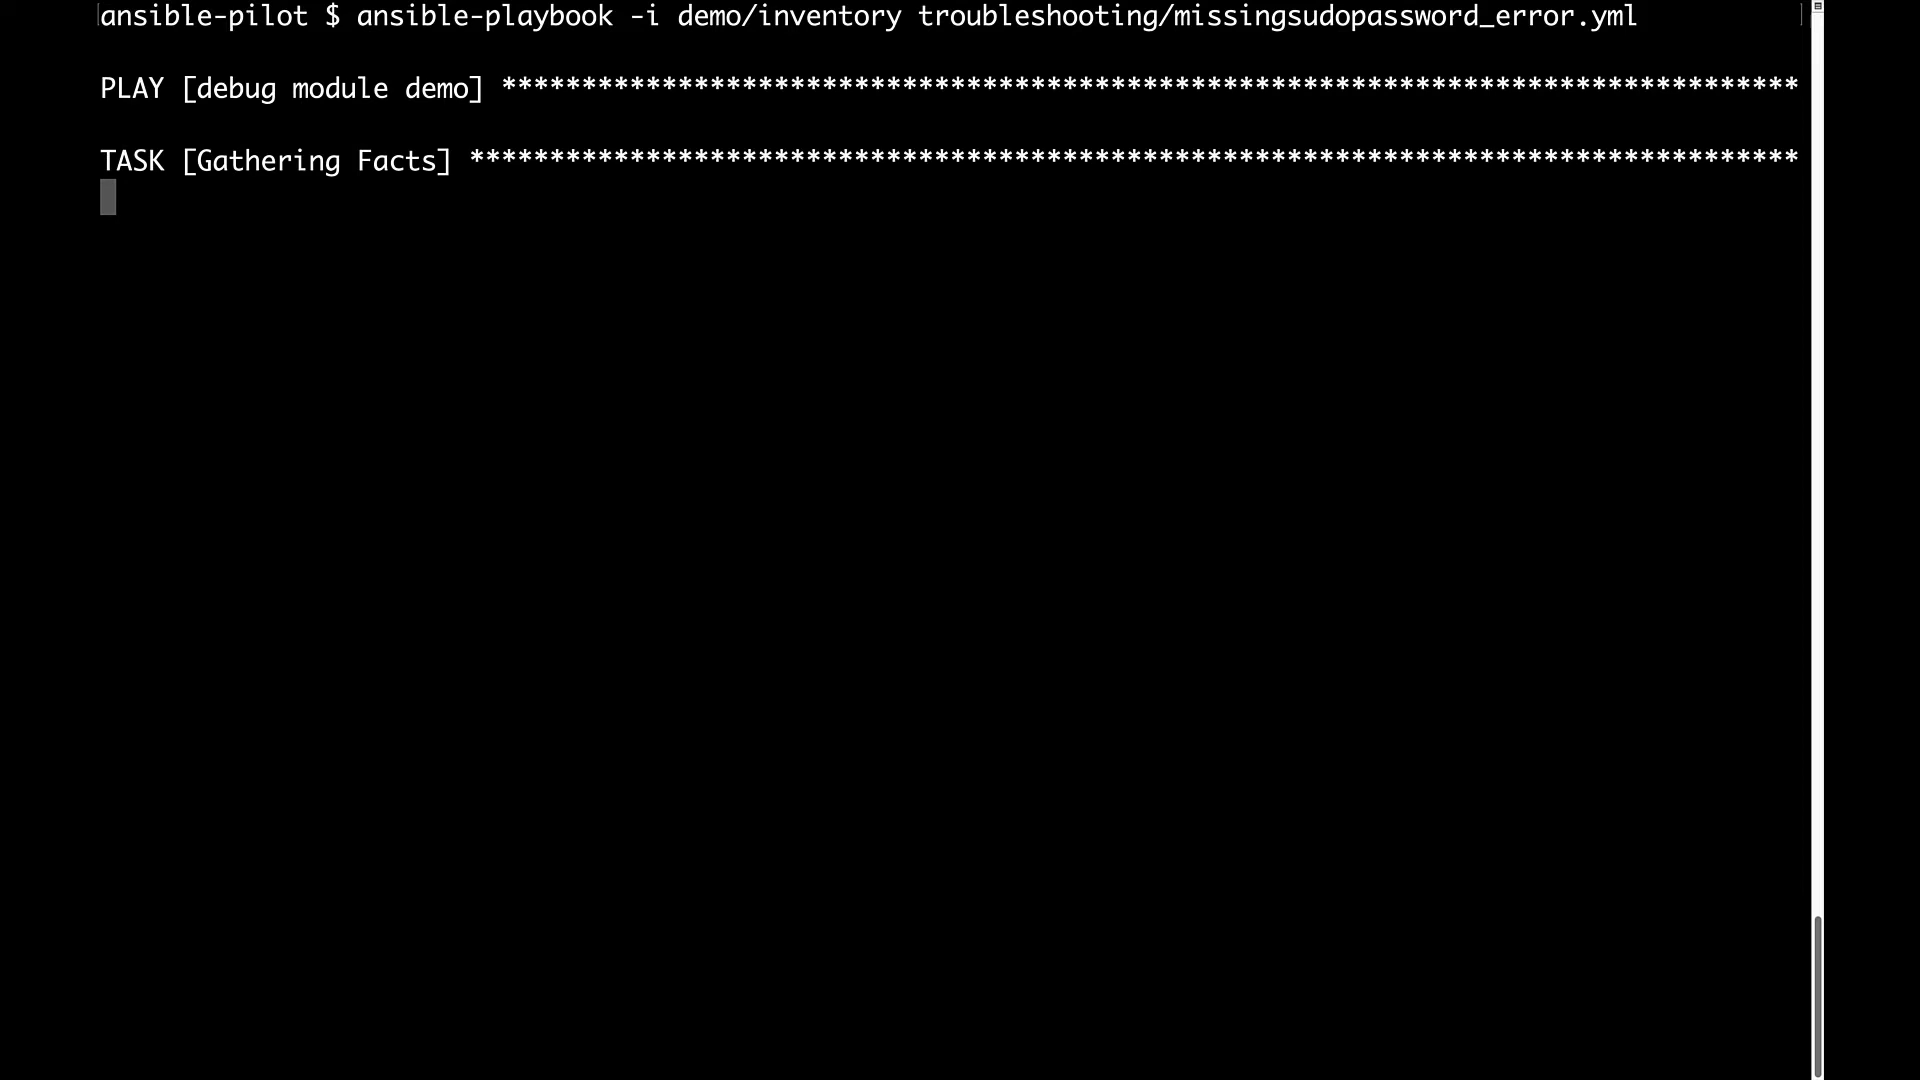 ansible-pilot $ ansible-playbook -i demo/inventory troubleshooting/missingsudopassword_error.yml
PLAY [debug module demo] *********************************************************************************
TASK [Gathering Facts] ***********************************************************************************